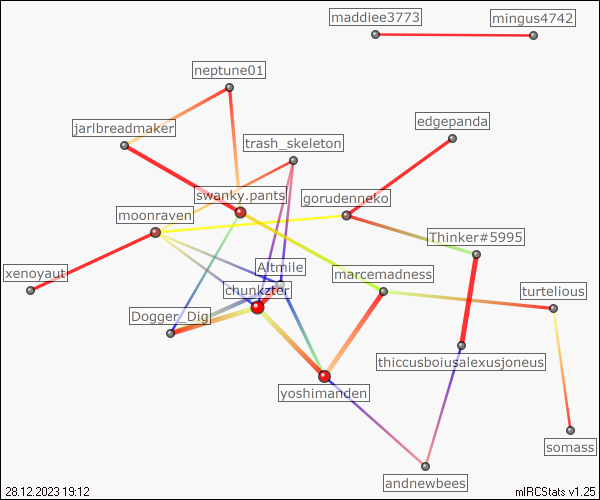 maddiee3773
mingus4742
neptune01
edgepanda
jarlbreadmaker
trash_skeleton
swanky.pants
gorudenneko
moonraven
Thinker#5995
xenoyaut
Altmile
marcemadness
chunkzter
turtelious
Dogger_Digi
thiccusboiusalexusjoneus
yoshimanden
somass
andnewbees
28.12.2023 19:12
mIRCStats v1.25